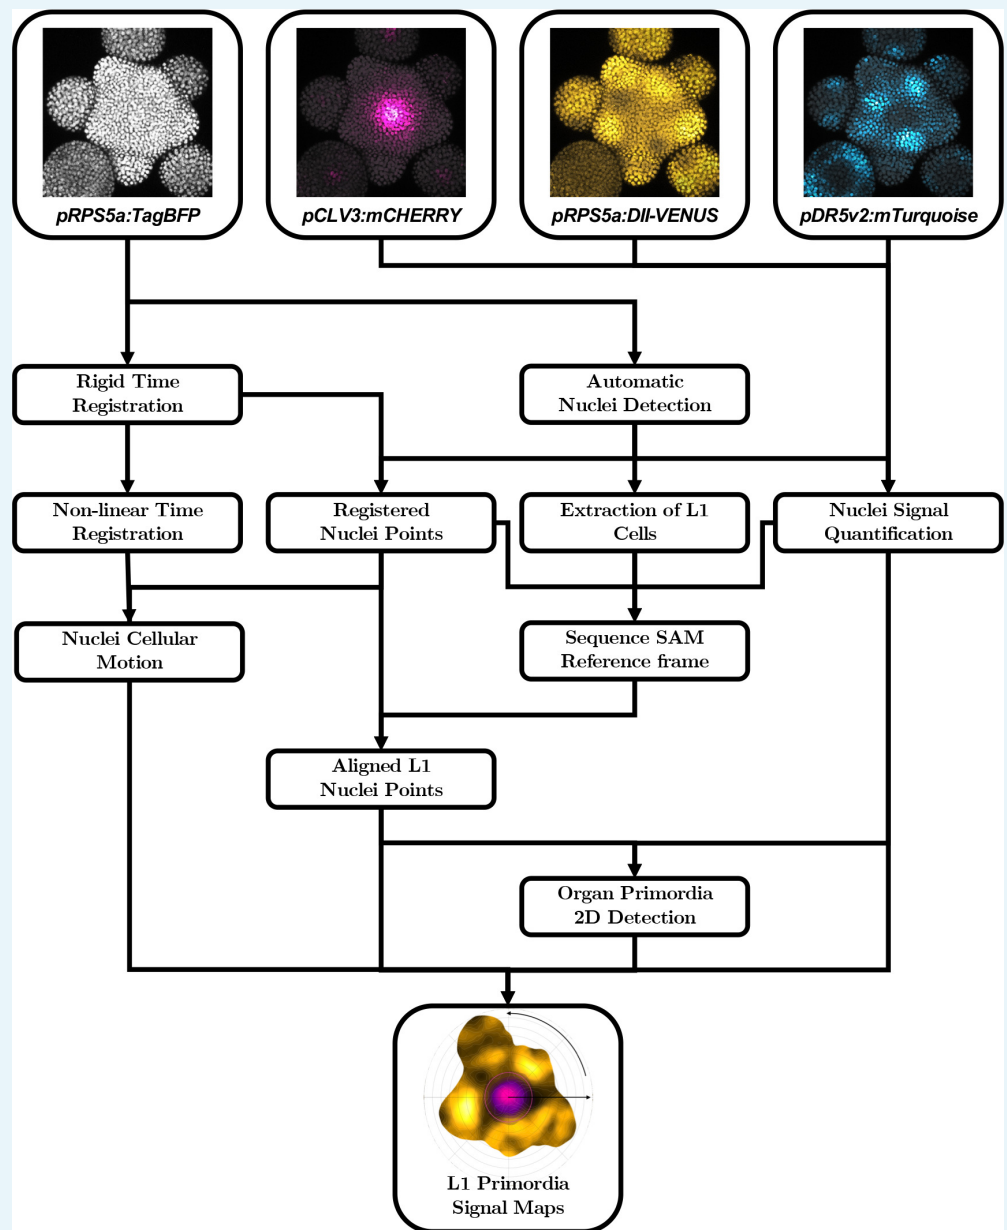 pRPS5a:TagBFP
pCLV3:mCHERRY
pRPS5a:DII-VENUS
pDR5v2:mTurquoise
Rigid Time
Registration
Automatic
Nuclei Detection
Non-linear Time
Registration
Registered
Nuclei Points
Extraction of L1
Cells
Nuclei Signal
Quantification
Nuclei Cellular
Motion
Sequence SAM
Reference frame
Aligned L1
Nuclei Points
Organ Primordia
2D Detection
L1 Primordia
Signal Maps